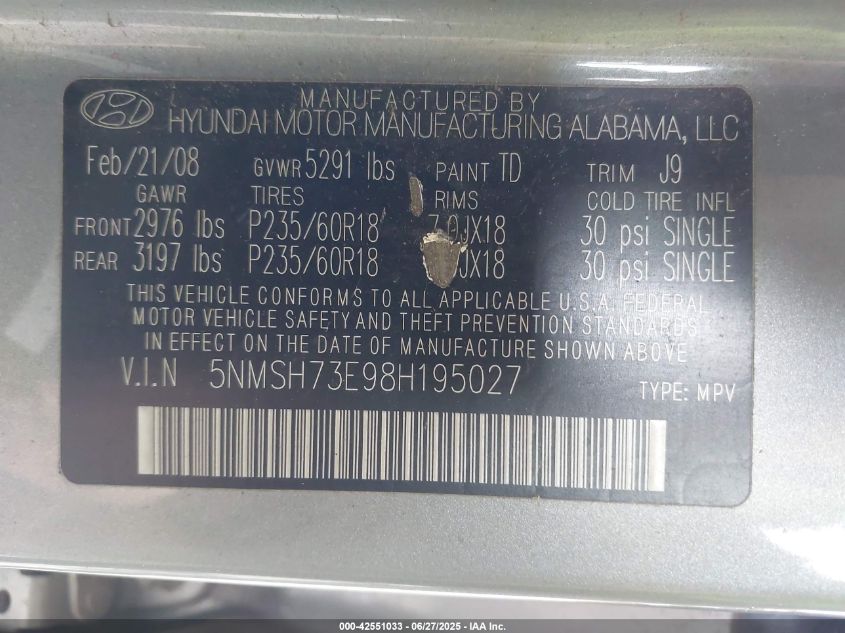 MANUFACTURED BY
HYUNDAI MOTOR MANUFACTURING ALABAMA, LLC
Feb/21/08 GVWR 5291 lbs PAINT TD TRIM J9
GAWR TIRES RIMS COLD TIRE INFL
FRONT 2976 lbs P235/60R18 7.0JX18 30 psi SINGLE
REAR 3197 lbs P235/60R18 JX18 30 psi SINGLE
THIS VEHICLE CONFORMS TO ALL APPLICABLE U.S.A. FEDERAL
MOTOR VEHICLE SAFETY AND THEFT PREVENTION STANDARDS
IN EFFECT ON THE DATE OF MANUFACTURE SHOWN ABOVE
V.I.N 5NMSH73E98H195027 TYPE: MPV
000-42551033 - 06/27/2025 - IAA Inc.